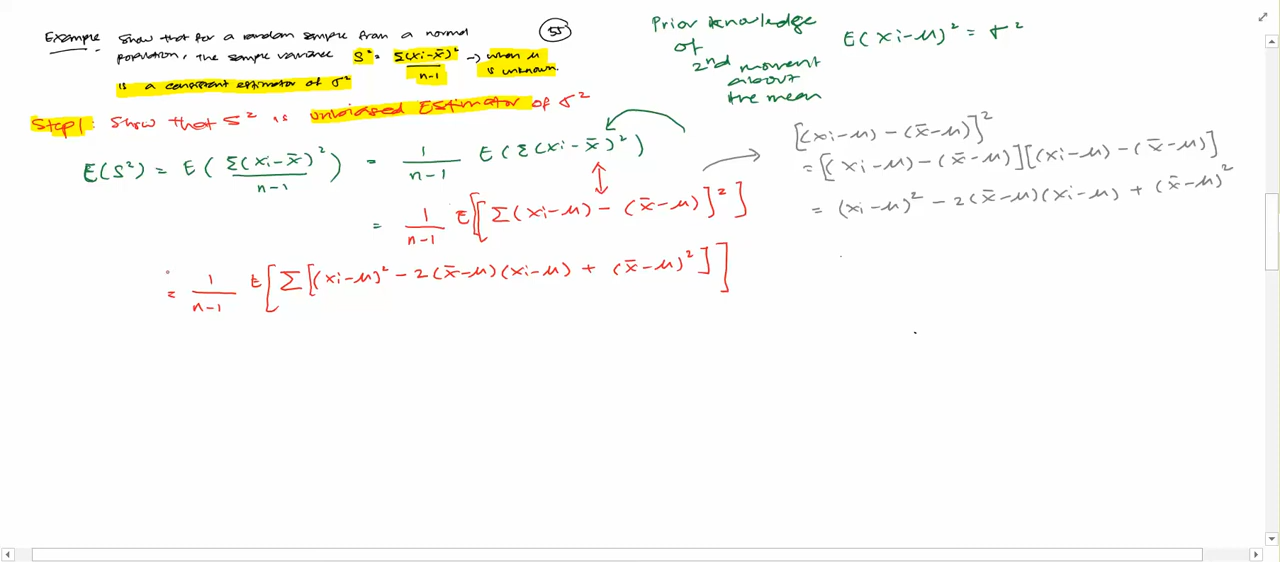 Example Show that for a random sample from a normal
population, the sample variance S² = Σ(xi-x̄)²/n-1 → when μ is unknown.
is a consistent estimator of σ²
55
Step 1: Show that S² is unbiased Estimator of σ²
E(S²) = E(Σ(xi-x̄)²/n-1) = 1/n-1 E(Σ(xi-x̄)²)
= 1/n-1 E[[Σ(xi-μ) - (x̄-μ)]²]
= 1/n-1 E[Σ[(xi-μ)² - 2(x̄-μ)(xi-μ) + (x̄-μ)²]]
Prior knowledge
of
2nd moment
about
the mean
E(xi-μ)² = σ²
[(xi-μ) - (x̄-μ)]²
= [(xi-μ) - (x̄-μ)][(xi-μ) - (x̄-μ)]
= (xi-μ)² - 2(x̄-μ)(xi-μ) + (x̄-μ)²